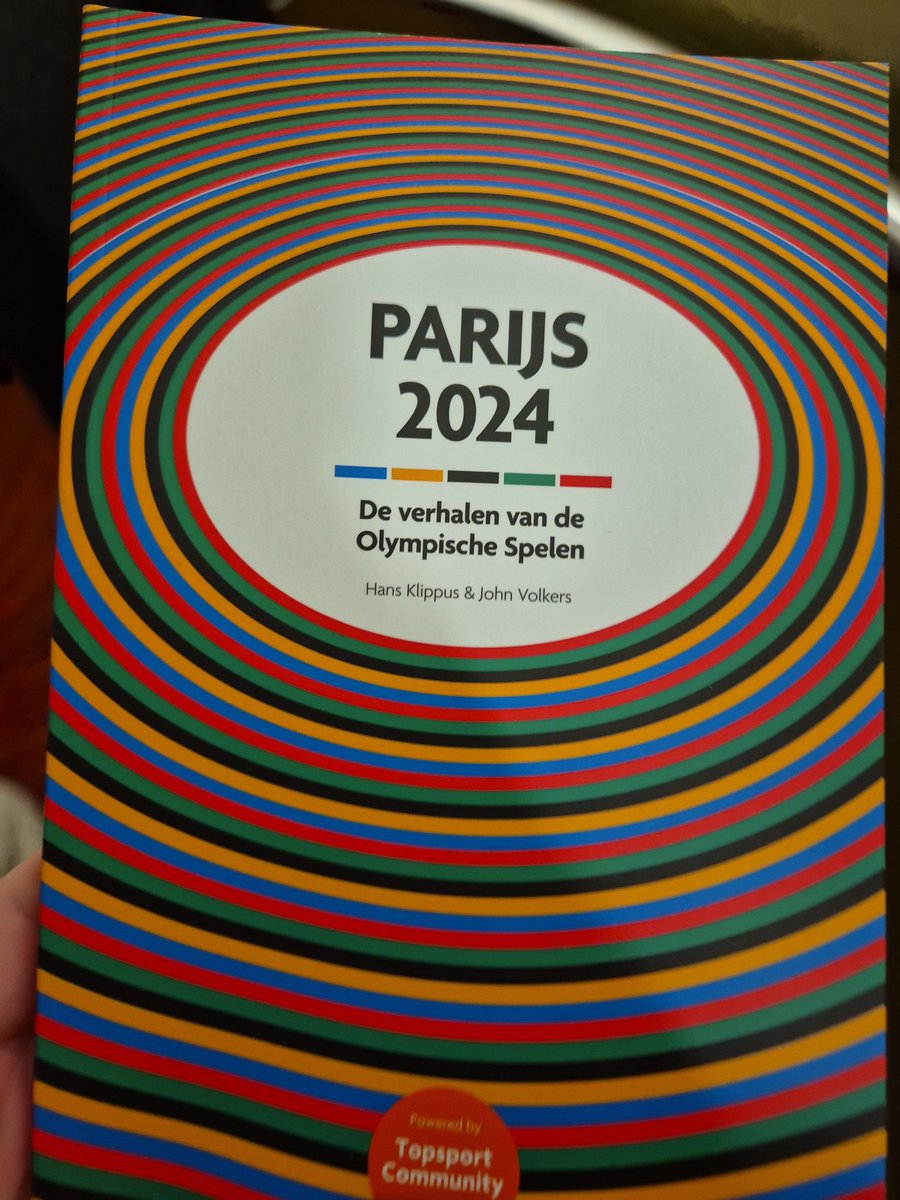 PARIJS
2024
De verhalen van de
Olympische Spelen
Hans Klippus & John Volkers
Powered by
Topsport
Community